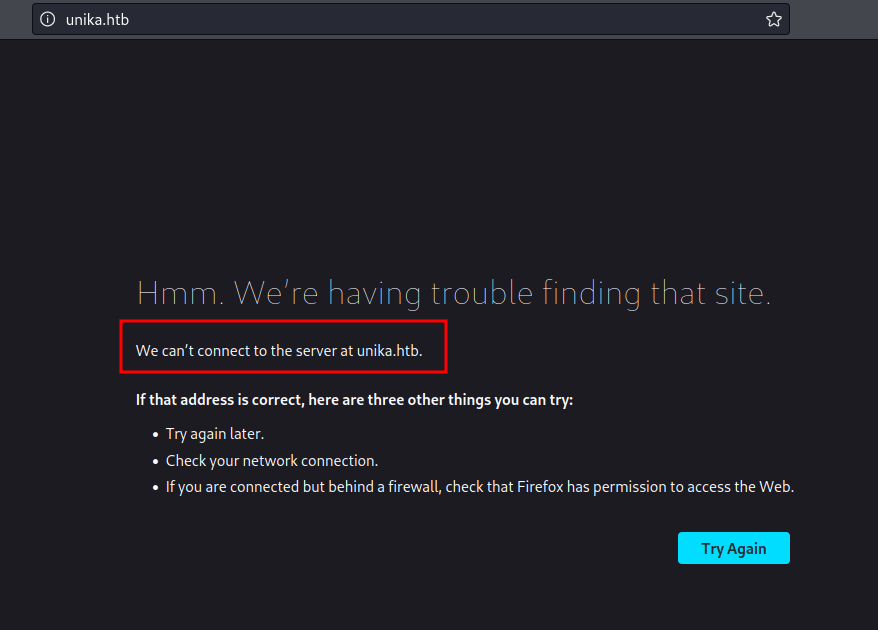 unika.htb
Hmm. We’re having trouble finding that site.
We can’t connect to the server at unika.htb.
If that address is correct, here are three other things you can try:
• Try again later.
• Check your network connection.
• If you are connected but behind a firewall, check that Firefox has permission to access the Web.
Try Again